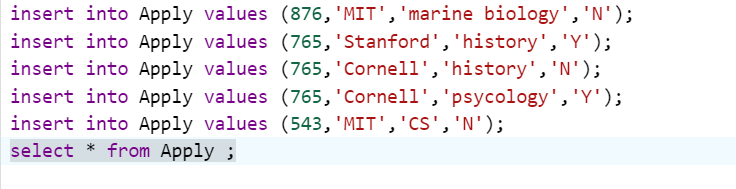 insert into Apply values (876,'MIT','marine biology','N');
insert into Apply values (765,'Stanford','history','Y');
insert into Apply values (765,'Cornell','history','N');
insert into Apply values (765,'Cornell','psycology','Y');
insert into Apply values (543,'MIT','CS','N');
select * from Apply ;